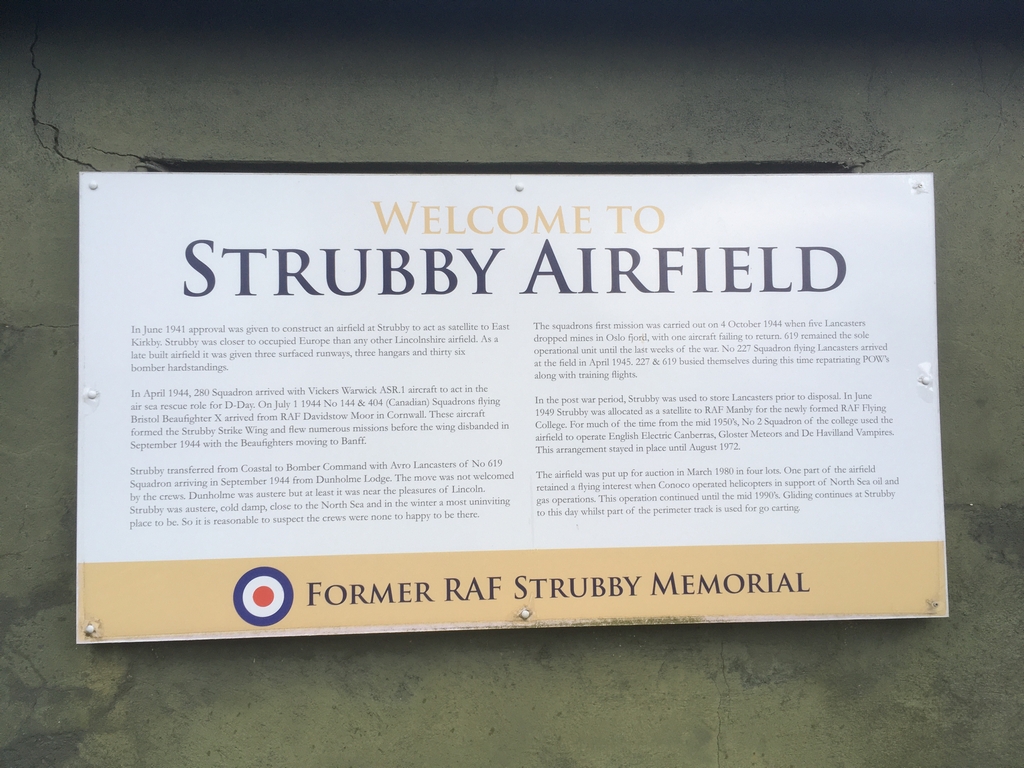 WELCOME TO
STRUBBY AIRFIELD
In June 1941 approval was given to construct an airfield at Strubby to act as satellite to East
Kirkby. Strubby was closer to occupied Europe than any other Lincolnshire airfield. As a
late built airfield it was given three surfaced runways, three hangars and thirty six
bomber hardstandings.
In April 1944, 280 Squadron arrived with Vickers Warwick ASR.1 aircraft to act in the
air sea rescue role for D-Day. On July 1 1944 No 144 & 404 (Canadian) Squadrons flying
Bristol Beaufighter X arrived from RAF Davidstow Moor in Cornwall. These aircraft
formed the Strubby Strike Wing and flew numerous missions before the wing disbanded in
September 1944 with the Beaufighters moving to Banff.
Strubby transferred from Coastal to Bomber Command with Avro Lancasters of No 619
Squadron arriving in September 1944 from Dunholme Lodge. The move was not welcomed
by the crews. Dunholme was austere but at least it was near the pleasures of Lincoln.
Strubby was austere, cold damp, close to the North Sea and in the winter a most uninviting
place to be. So it is reasonable to suspect the crews were none to happy to be there.
The squadrons first mission was carried out on 4 October 1944 when five Lancasters
dropped mines in Oslo fjord, with one aircraft failing to return. 619 remained the sole
operational unit until the last weeks of the war. No 227 Squadron flying Lancasters arrived
at the field in April 1945. 227 & 619 busied themselves during this time repatriating POW's
along with training flights.
In the post war period, Strubby was used to store Lancasters prior to disposal. In June
1949 Strubby was allocated as a satellite to RAF Manby for the newly formed RAF Flying
College. For much of the time from the mid 1950's, No 2 Squadron of the college used the
airfield to operate English Electric Canberras, Gloster Meteors and De Havilland Vampires.
This arrangement stayed in place until August 1972.
The airfield was put up for auction in March 1980 in four lots. One part of the airfield
retained a flying interest when Conoco operated helicopters in support of North Sea oil and
gas operations. This operation continued until the mid 1990's. Gliding continues at Strubby
to this day whilst part of the perimeter track is used for go carting.
FORMER RAF STRUBBY MEMORIAL